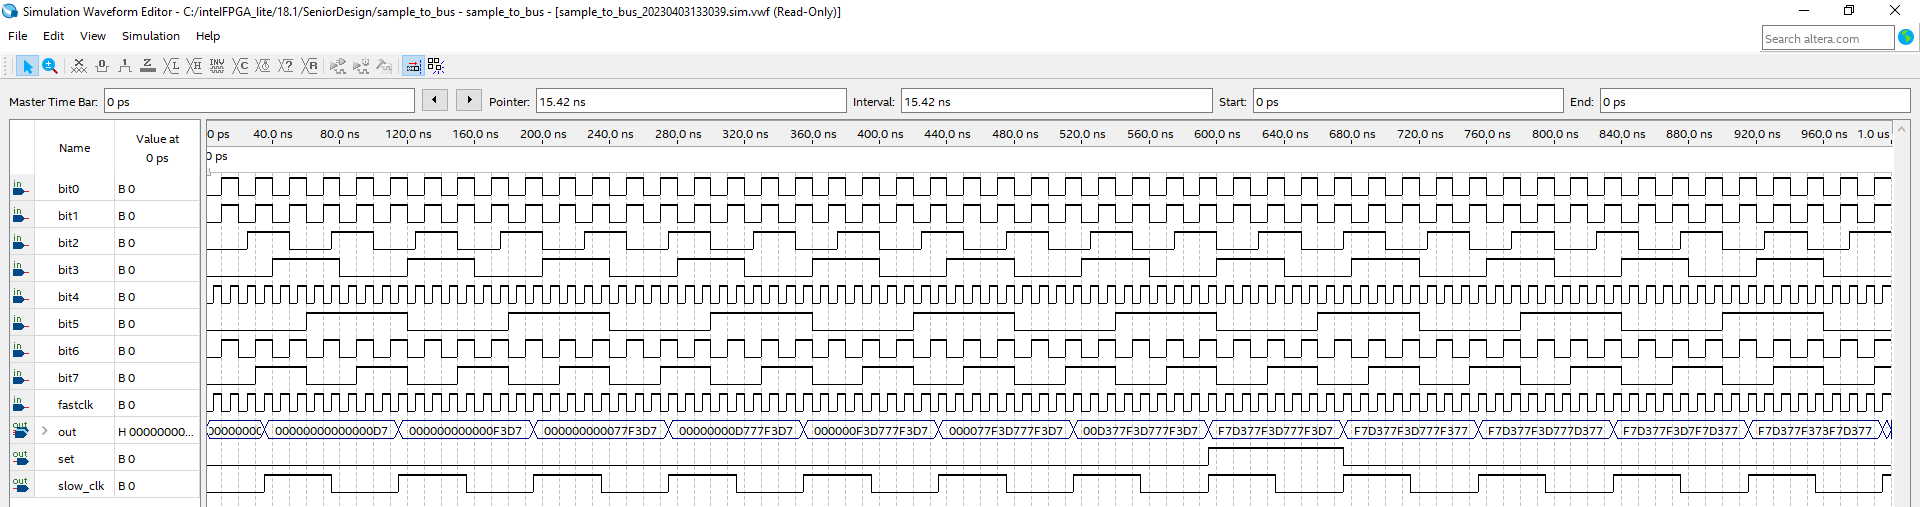 Simulation Waveform Editor - C:/intelFPGA_lite/18.1/SeniorDesign/sample_to_bus - sample_to_bus - [sample_to_bus_20230403133039.sim.vwf (Read-Only)]
File Edit View Simulation Help
Search altera.com
Master Time Bar: 0 ps Pointer: 15.42 ns Interval: 15.42 ns Start: 0 ps End: 0 ps
Name Value at 0 ps
0 ps 40.0 ns 80.0 ns 120.0 ns 160.0 ns 200.0 ns 240.0 ns 280.0 ns 320.0 ns 360.0 ns 400.0 ns 440.0 ns 480.0 ns 520.0 ns 560.0 ns 600.0 ns 640.0 ns 680.0 ns 720.0 ns 760.0 ns 800.0 ns 840.0 ns 880.0 ns 920.0 ns 960.0 ns 1.0 us
0 ps
in bit0 B 0
in bit1 B 0
in bit2 B 0
in bit3 B 0
in bit4 B 0
in bit5 B 0
in bit6 B 0
in bit7 B 0
in fastclk B 0
out > out H 00000000... 00000000C 00000000000000D7 000000000000F3D7 000000000077F3D7 00000000D777F3D7 000000F3D777F3D7 000077F3D777F3D7 00D377F3D777F3D7 F7D377F3D777F3D7 F7D377F3D777F377 F7D377F3D777D377 F7D377F3D7F7D377 F7D377F373F7D377
out set B 0
out slow_clk B 0